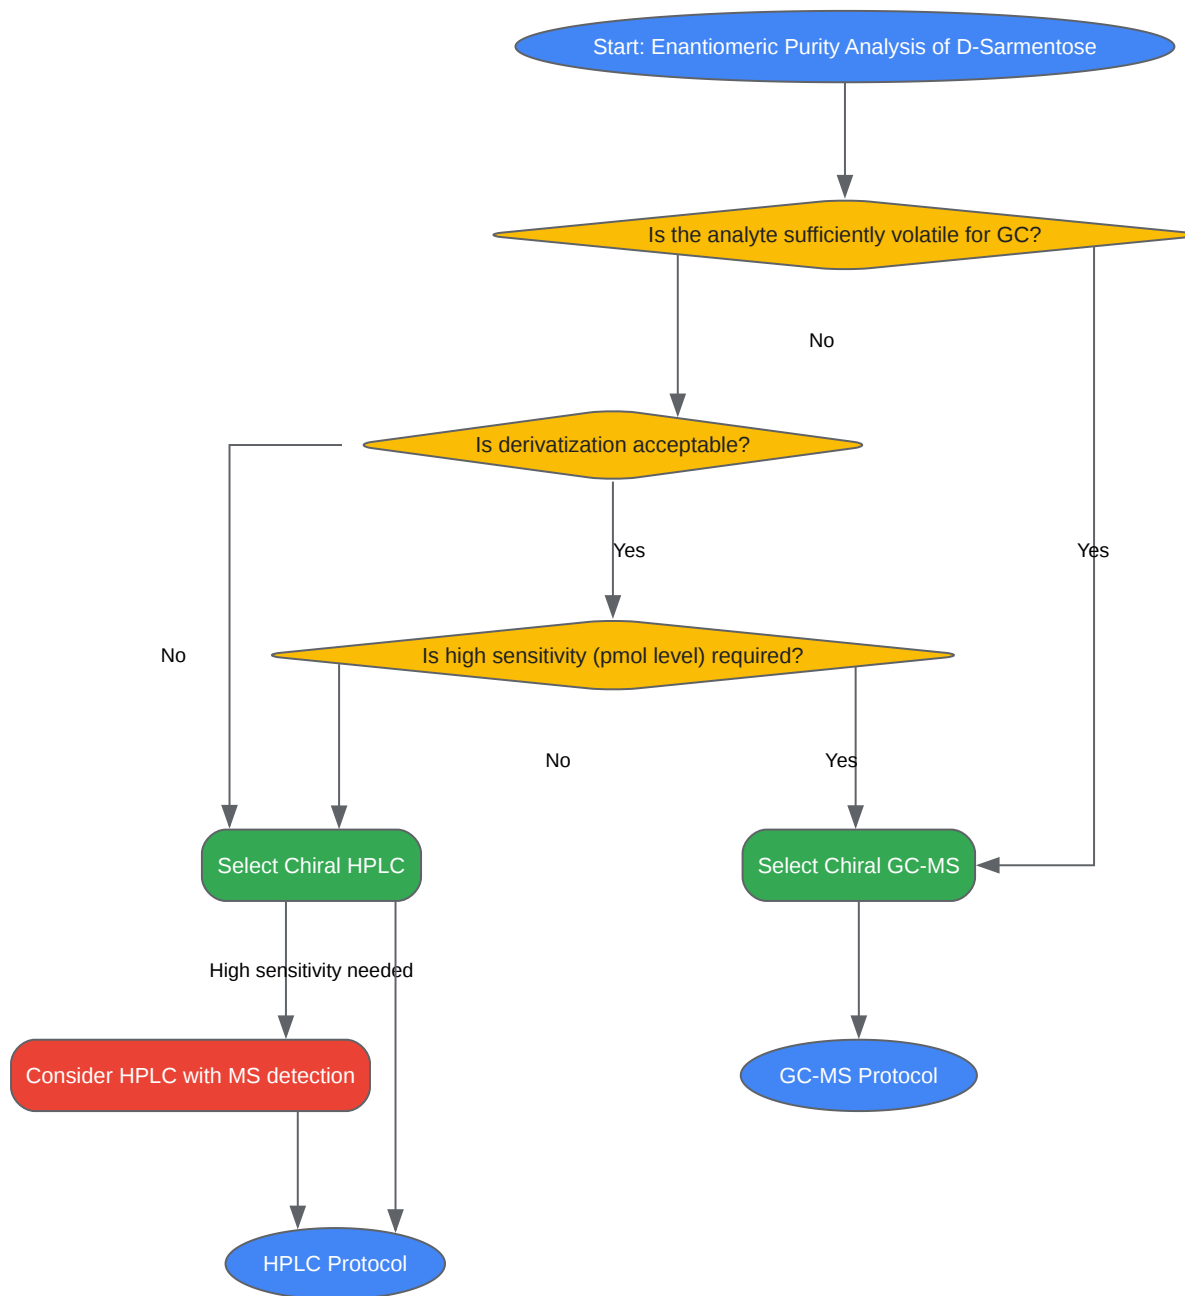 Start: Enantiomeric Purity Analysis of D-Sarmentose
Is the analyte sufficiently volatile for GC?
No
Is derivatization acceptable?
Yes
Yes
No
Is high sensitivity (pmol level) required?
No
Yes
Select Chiral HPLC
Select Chiral GC-MS
High sensitivity needed
Consider HPLC with MS detection
GC-MS Protocol
HPLC Protocol